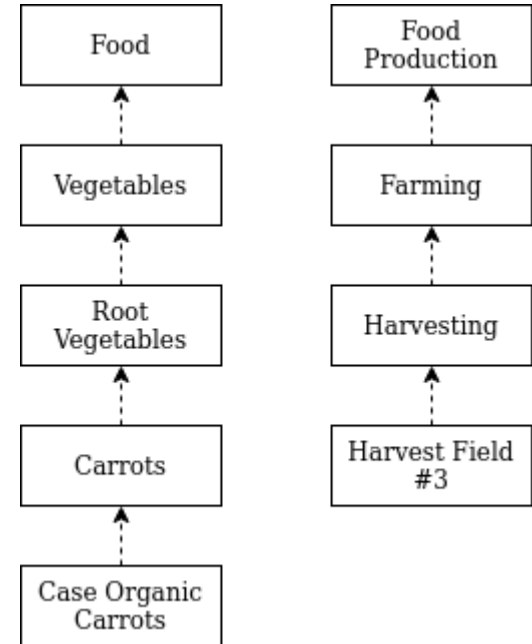 Food
Vegetables
Root
Vegetables
Carrots
Case Organic
Carrots
Food
Production
Farming
Harvesting
Harvest Field
#3